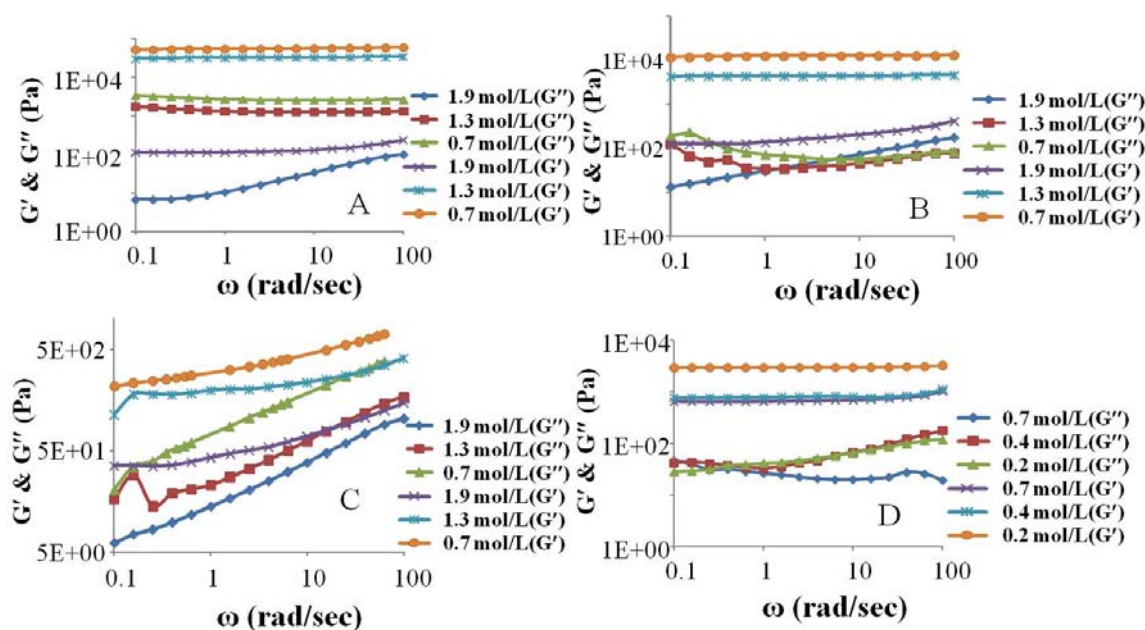 G′ & G″ (Pa)
1E+04
1E+02
1E+00
0.1 1 10 100
ω (rad/sec)
A
1.9 mol/L(G″)
1.3 mol/L(G″)
0.7 mol/L(G″)
1.9 mol/L(G′)
1.3 mol/L(G′)
0.7 mol/L(G′)
G′ & G″ (Pa)
1E+04
1E+02
1E+00
0.1 1 10 100
ω (rad/sec)
B
1.9 mol/L(G″)
1.3 mol/L(G″)
0.7 mol/L(G″)
1.9 mol/L(G′)
1.3 mol/L(G′)
0.7 mol/L(G′)
G′ & G″ (Pa)
5E+02
5E+01
5E+00
0.1 1 10 100
ω (rad/sec)
C
1.9 mol/L(G″)
1.3 mol/L(G″)
0.7 mol/L(G″)
1.9 mol/L(G′)
1.3 mol/L(G′)
0.7 mol/L(G′)
G′ & G″ (Pa)
1E+04
1E+02
1E+00
0.1 1 10 100
ω (rad/sec)
D
0.7 mol/L(G″)
0.4 mol/L(G″)
0.2 mol/L(G″)
0.7 mol/L(G′)
0.4 mol/L(G′)
0.2 mol/L(G′)